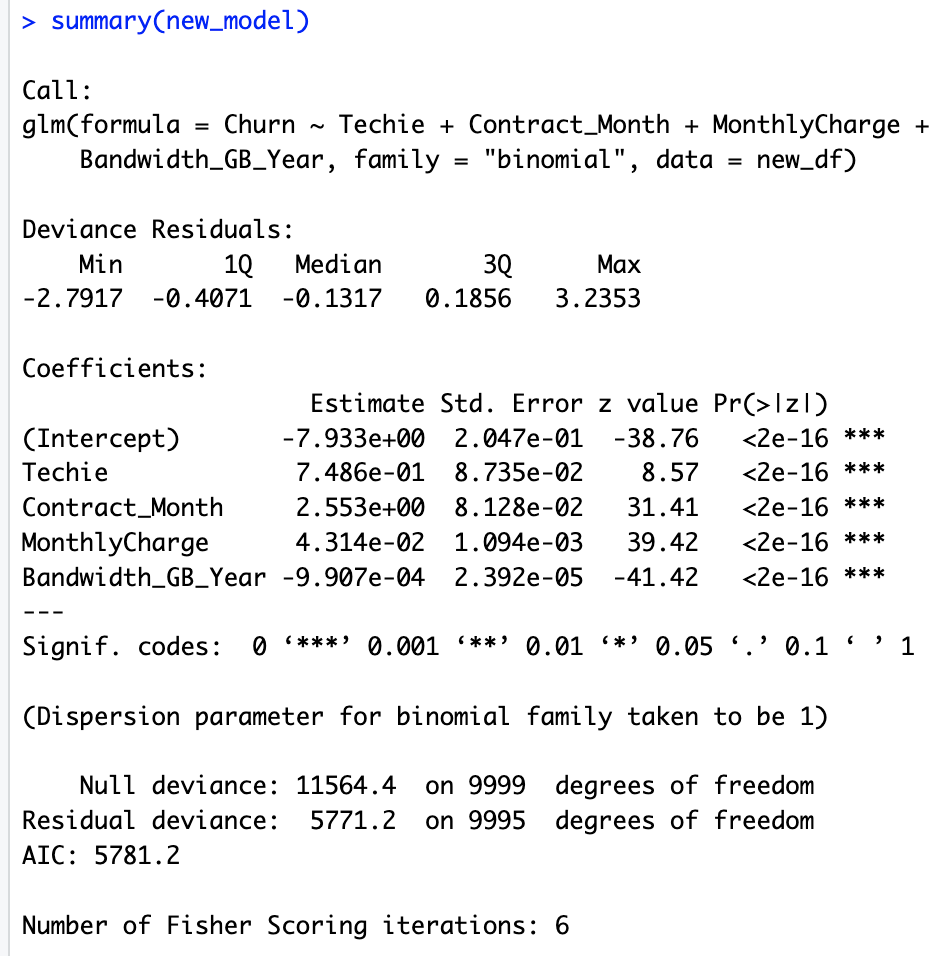 > summary(new_model)

Call:
glm(formula = Churn ~ Techie + Contract_Month + MonthlyCharge +
    Bandwidth_GB_Year, family = "binomial", data = new_df)

Deviance Residuals:
    Min       1Q   Median       3Q      Max
-2.7917  -0.4071  -0.1317   0.1856   3.2353

Coefficients:
                    Estimate Std. Error z value Pr(>|z|)
(Intercept)       -7.933e+00  2.047e-01  -38.76   <2e-16 ***
Techie             7.486e-01  8.735e-02    8.57   <2e-16 ***
Contract_Month     2.553e+00  8.128e-02   31.41   <2e-16 ***
MonthlyCharge      4.314e-02  1.094e-03   39.42   <2e-16 ***
Bandwidth_GB_Year -9.907e-04  2.392e-05  -41.42   <2e-16 ***
---
Signif. codes:  0 ‘***’ 0.001 ‘**’ 0.01 ‘*’ 0.05 ‘.’ 0.1 ‘ ’ 1

(Dispersion parameter for binomial family taken to be 1)

    Null deviance: 11564.4  on 9999  degrees of freedom
Residual deviance:  5771.2  on 9995  degrees of freedom
AIC: 5781.2

Number of Fisher Scoring iterations: 6